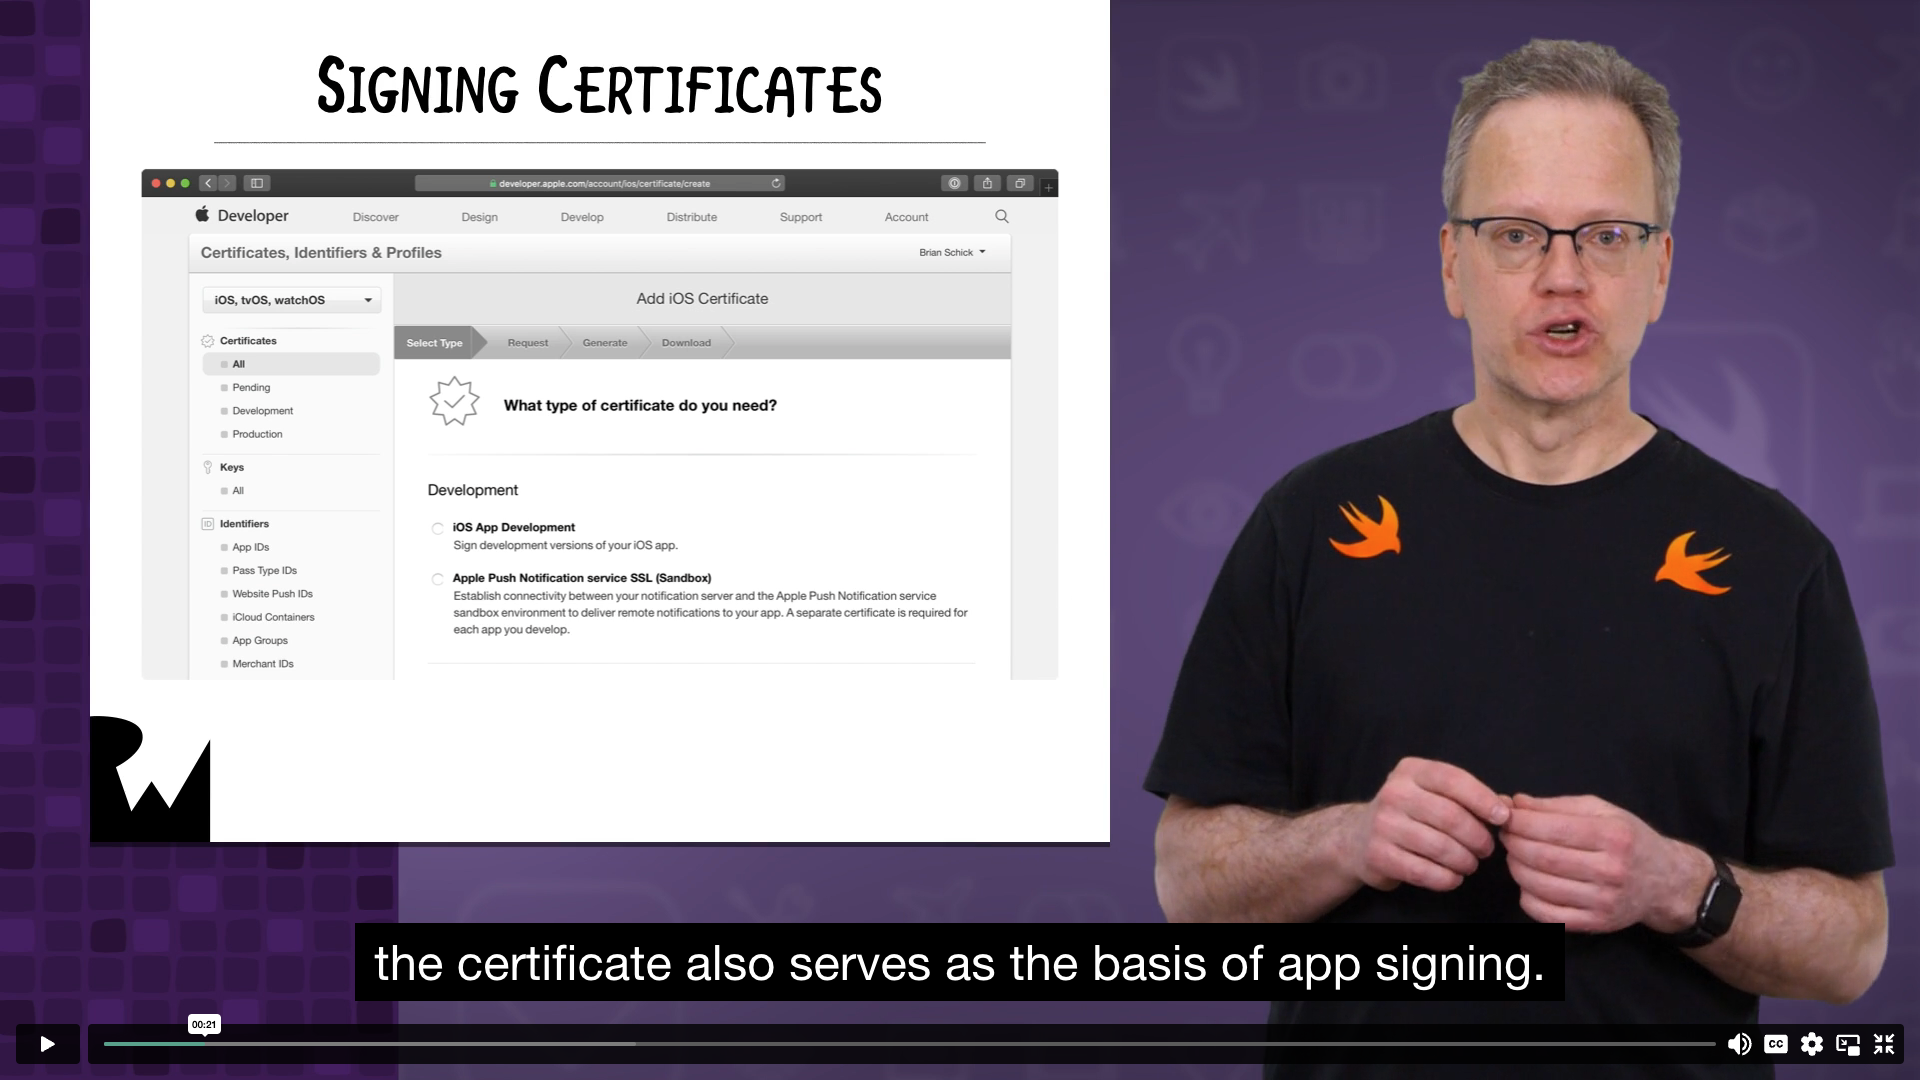 SIGNING CERTIFICATES
developer.apple.com/account/ios/certificate/create
Developer
Discover
Design
Develop
Distribute
Support
Account
Certificates, Identifiers & Profiles
Brian Schick
iOS, tvOS, watchOS
Certificates
All
Pending
Development
Production
Keys
All
ID Identifiers
App IDs
Pass Type IDs
Website Push IDs
iCloud Containers
App Groups
Merchant IDs
Add iOS Certificate
Select Type
Request
Generate
Download
What type of certificate do you need?
Development
iOS App Development
Sign development versions of your iOS app.
Apple Push Notification service SSL (Sandbox)
Establish connectivity between your notification server and the Apple Push Notification service
sandbox environment to deliver remote notifications to your app. A separate certificate is required for
each app you develop.
RW
the certificate also serves as the basis of app signing.
00:21
CC